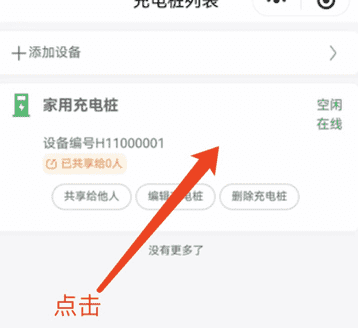 充电桩列表
添加设备
家用充电桩
空闲
在线
设备编号H11000001
已共享给0人
共享给他人
编辑充电桩
删除充电桩
没有更多了
点击